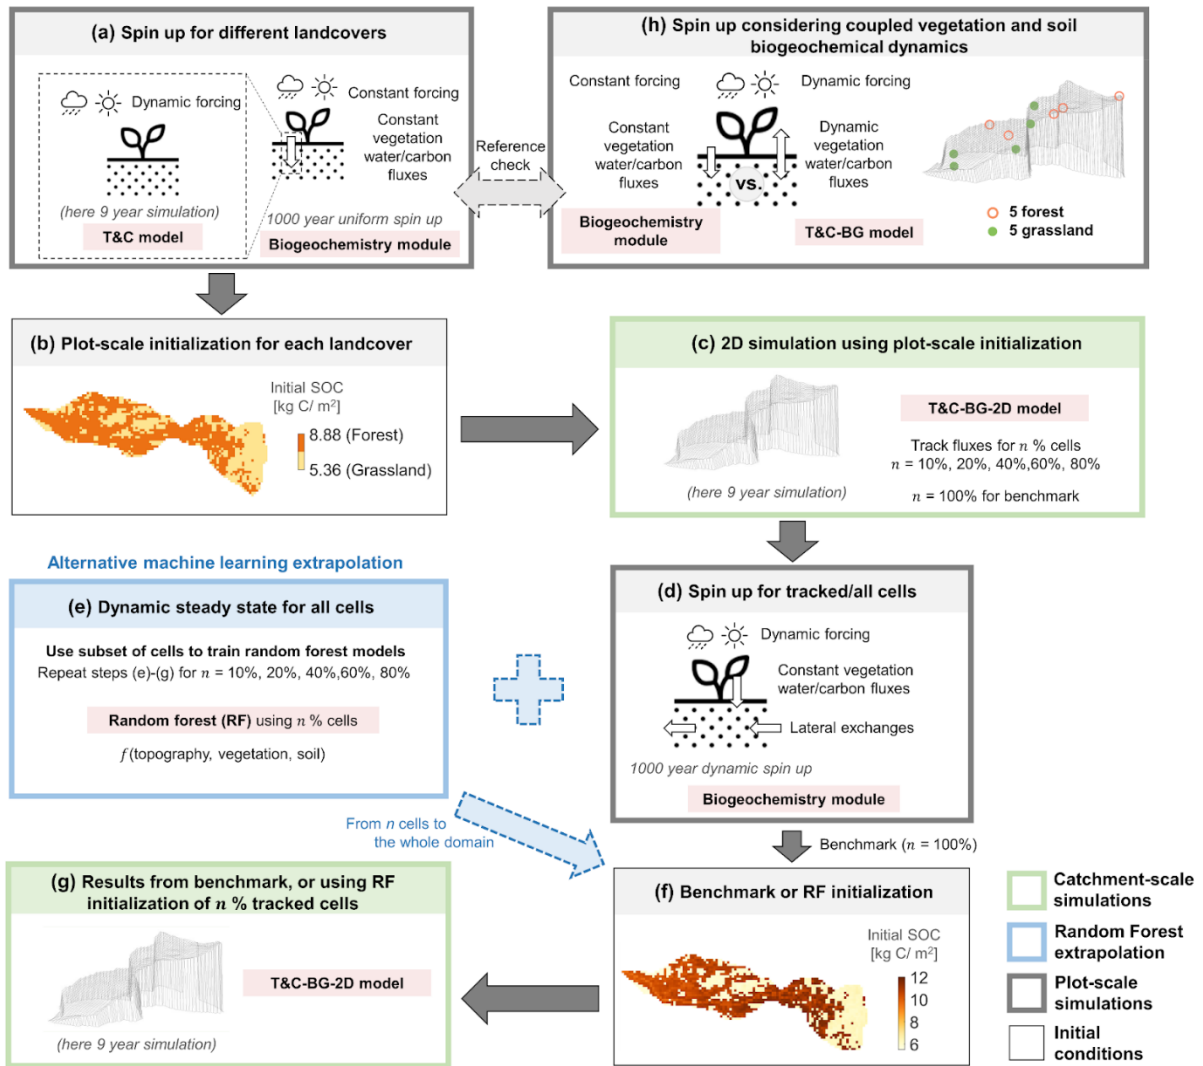 (a) Spin up for different landcovers
Dynamic forcing
(here 9 year simulation)
T&C model
Constant forcing
Constant
vegetation
water/carbon
fluxes
1000 year uniform spin up
Biogeochemistry module
Reference
check
(h) Spin up considering coupled vegetation and soil
biogeochemical dynamics
Constant forcing
Constant
vegetation
water/carbon
fluxes
Biogeochemistry
module
vs.
Dynamic forcing
Dynamic
vegetation
water/carbon
fluxes
T&C-BG model
5 forest
5 grassland
(b) Plot-scale initialization for each landcover
Initial SOC
[kg C/ m²]
8.88 (Forest)
5.36 (Grassland)
(c) 2D simulation using plot-scale initialization
(here 9 year simulation)
T&C-BG-2D model
Track fluxes for n % cells
n = 10%, 20%, 40%,60%, 80%
n = 100% for benchmark
(d) Spin up for tracked/all cells
Dynamic forcing
Constant vegetation
water/carbon fluxes
Lateral exchanges
1000 year dynamic spin up
Biogeochemistry module
Benchmark (n = 100%)
Alternative machine learning extrapolation
(e) Dynamic steady state for all cells
Use subset of cells to train random forest models
Repeat steps (e)-(g) for n = 10%, 20%, 40%,60%, 80%
Random forest (RF) using n % cells
f(topography, vegetation, soil)
From n cells to
the whole domain
(f) Benchmark or RF initialization
Initial SOC
[kg C/ m²]
12
10
8
6
(g) Results from benchmark, or using RF
initialization of n % tracked cells
T&C-BG-2D model
(here 9 year simulation)
Catchment-scale
simulations
Random Forest
extrapolation
Plot-scale
simulations
Initial
conditions